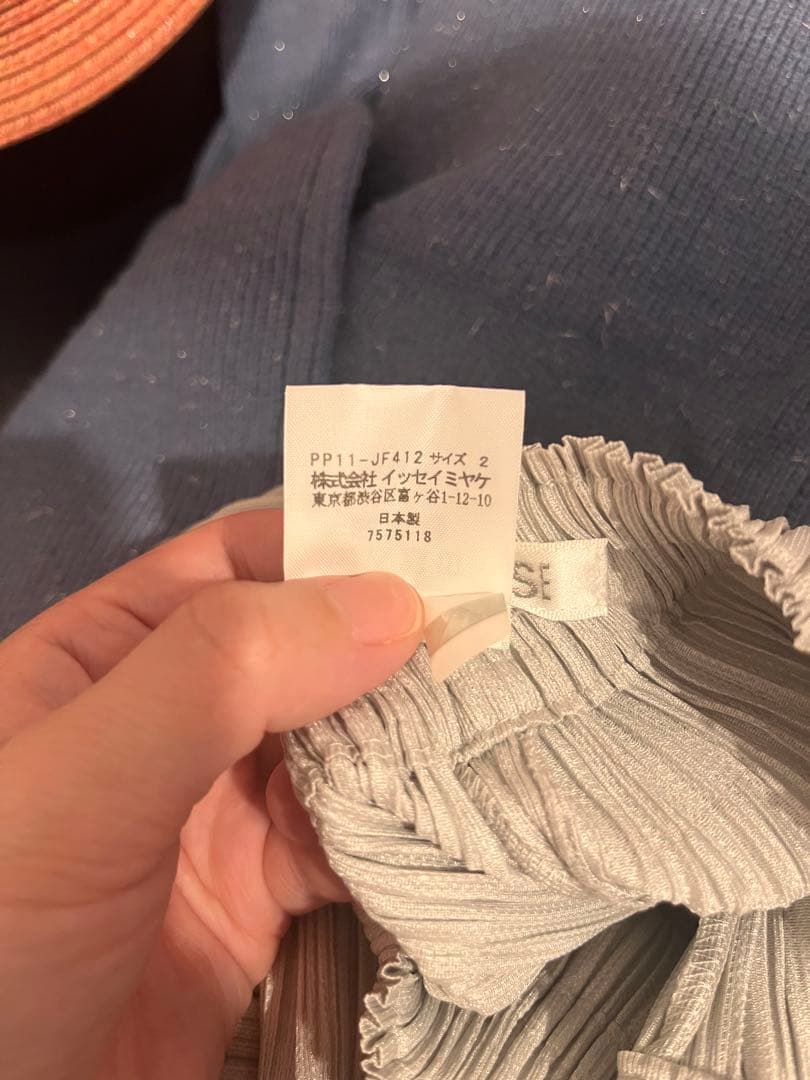 PP11-JF412 サイズ 2
株式会社 イッセイミヤケ
東京都渋谷区富ヶ谷1-12-10
日本製
7575118
SE